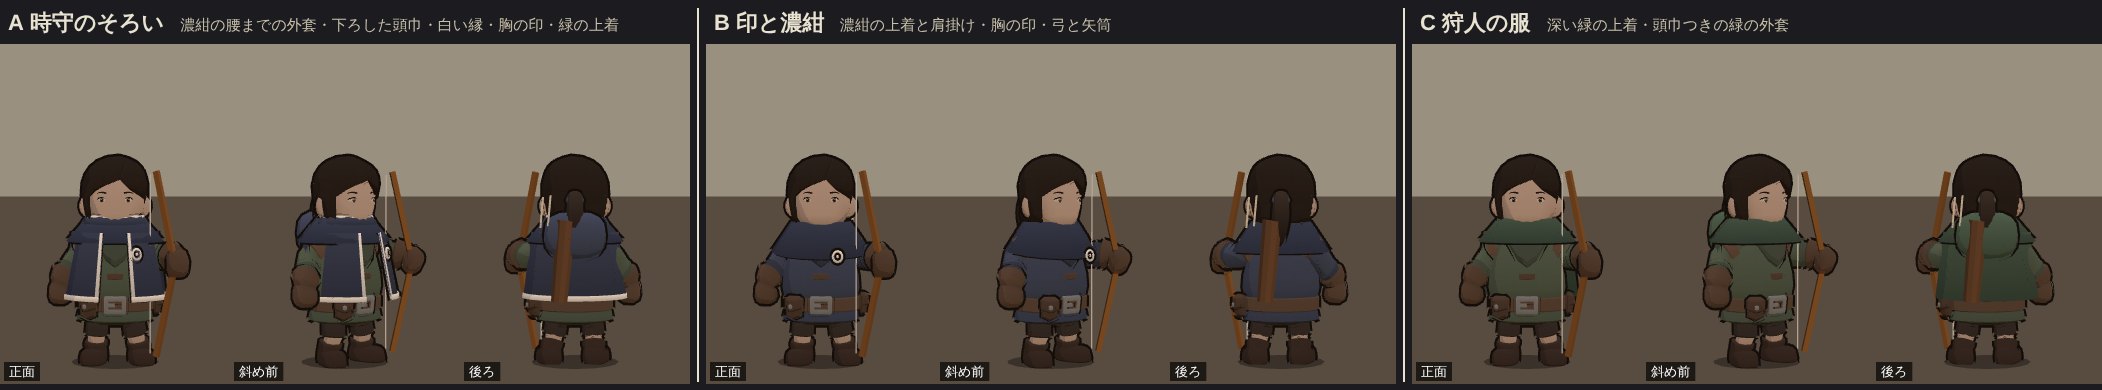 A 時守のそろい 濃紺の腰までの外套・下ろした頭巾・白い縁・胸の印・緑の上着
正面 斜め前 後ろ
B 印と濃紺 濃紺の上着と肩掛け・胸の印・弓と矢筒
正面 斜め前 後ろ
C 狩人の服 深い緑の上着・頭巾つきの緑の外套
正面 斜め前 後ろ